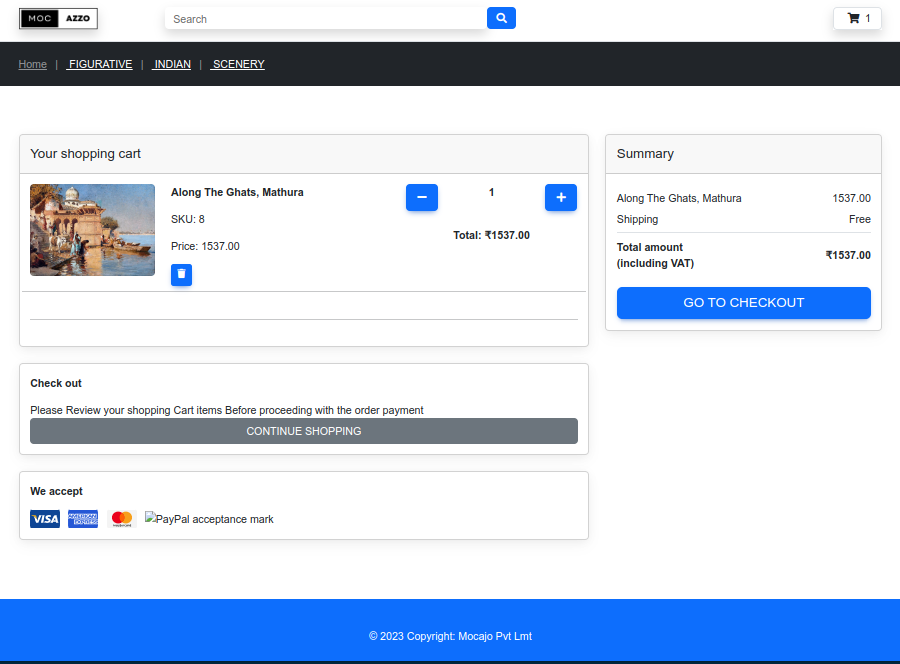 MOC AZZO
Search
1
Home | FIGURATIVE | INDIAN | SCENERY
Your shopping cart
Along The Ghats, Mathura
1
SKU: 8
Total: ₹1537.00
Price: 1537.00
Summary
Along The Ghats, Mathura 1537.00
Shipping Free
Total amount
(including VAT)
₹1537.00
GO TO CHECKOUT
Check out
Please Review your shopping Cart items Before proceeding with the order payment
CONTINUE SHOPPING
We accept
VISA AMERICAN EXPRESS PayPal acceptance mark
© 2023 Copyright: Mocajo Pvt Lmt